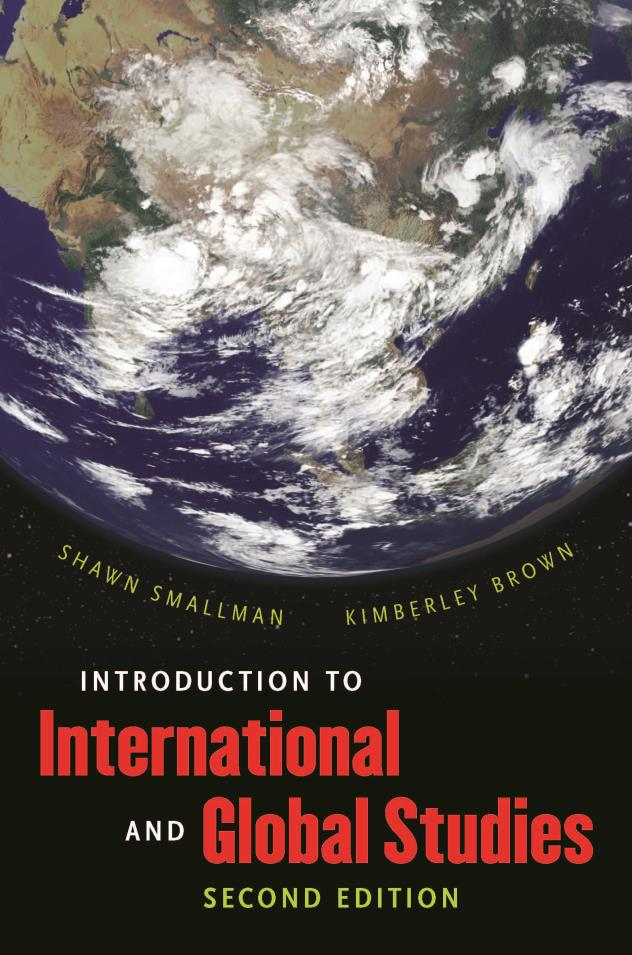 SHAWN SMALLMAN KIMBERLEY BROWN
INTRODUCTION TO
International
AND Global Studies
SECOND EDITION